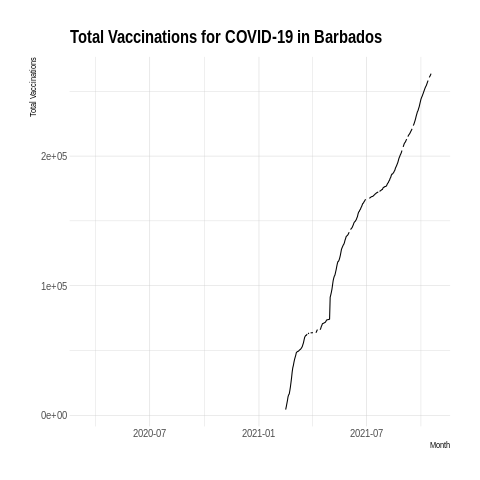 Total Vaccinations for COVID-19 in Barbados
Total Vaccinations
2e+05
1e+05
0e+00
2020-07
2021-01
2021-07
Month